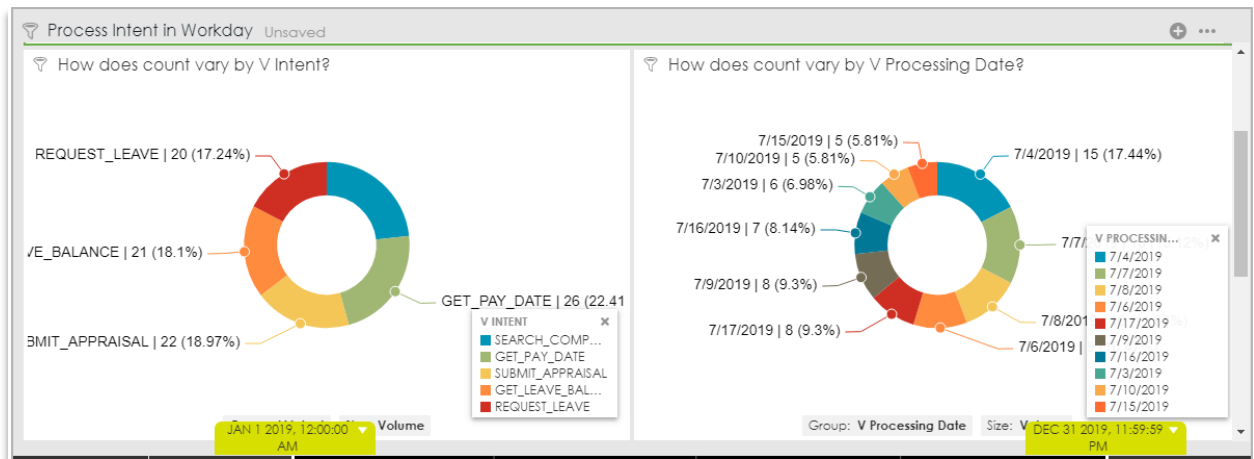 Process Intent in Workday Unsaved
How does count vary by V Intent?
REQUEST_LEAVE | 20 (17.24%)
VE_BALANCE | 21 (18.1%)
GET_PAY_DATE | 26 (22.41
BMIT_APPRAISAL | 22 (18.97%)
V INTENT
SEARCH_COMP...
GET_PAY_DATE
SUBMIT_APPRAISAL
GET_LEAVE_BAL...
REQUEST_LEAVE
Volume
How does count vary by V Processing Date?
7/15/2019 | 5 (5.81%)
7/10/2019 | 5 (5.81%)
7/4/2019 | 15 (17.44%)
7/3/2019 | 6 (6.98%)
7/16/2019 | 7 (8.14%)
7/7/
7/9/2019 | 8 (9.3%)
7/8/201
7/17/2019 | 8 (9.3%)
7/6/2019 |
V PROCESSIN...
7/4/2019
7/7/2019
7/8/2019
7/6/2019
7/17/2019
7/9/2019
7/16/2019
7/3/2019
7/10/2019
7/15/2019
Group: V Processing Date Size: V
JAN 1 2019, 12:00:00
AM
DEC 31 2019, 11:59:59
PM